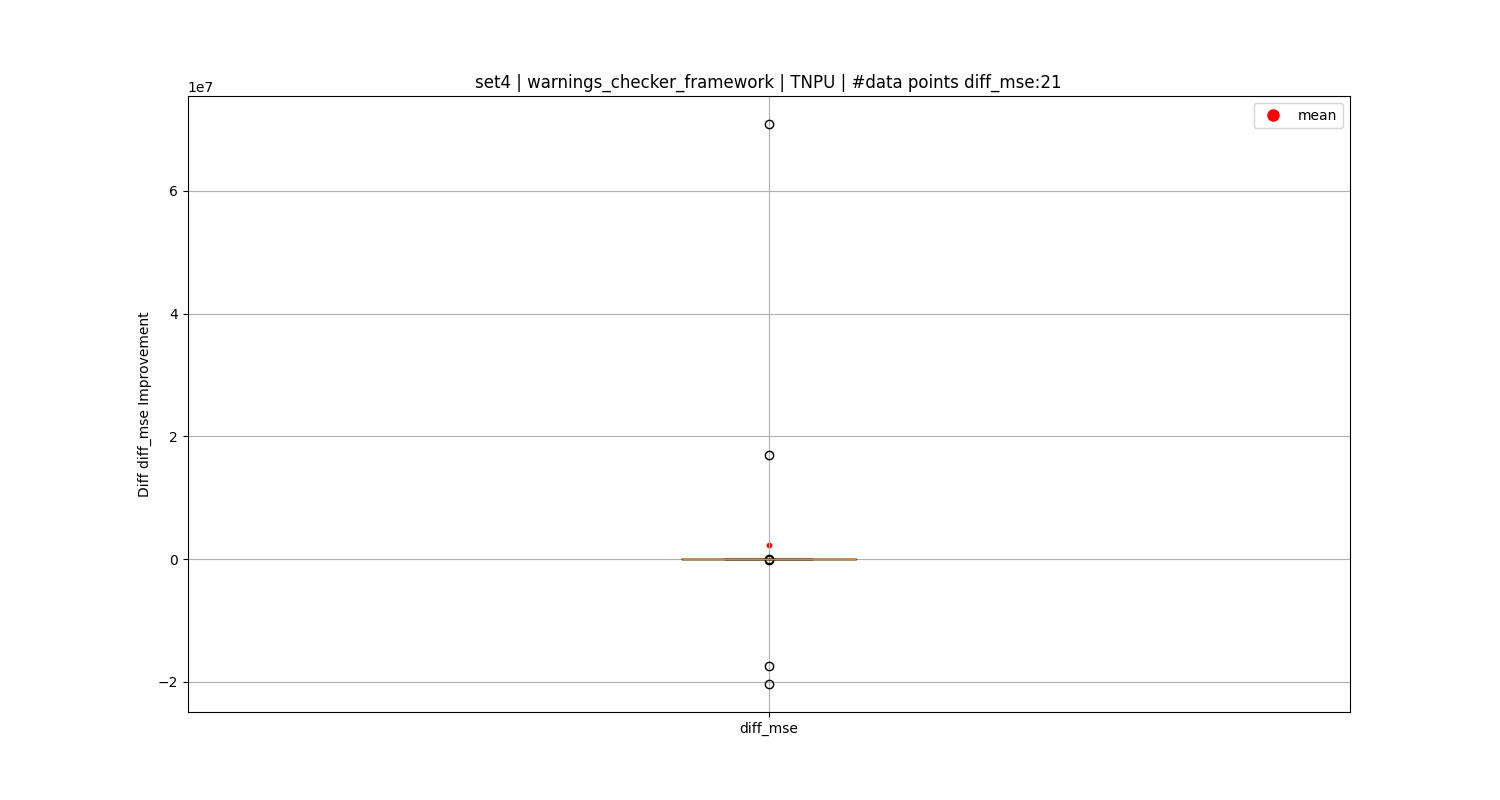 set4 | warnings_checker_framework | TNPU | #data points diff_mse:21
1e7
mean
6
4
2
0
−2
Diff diff_mse Improvement
diff_mse